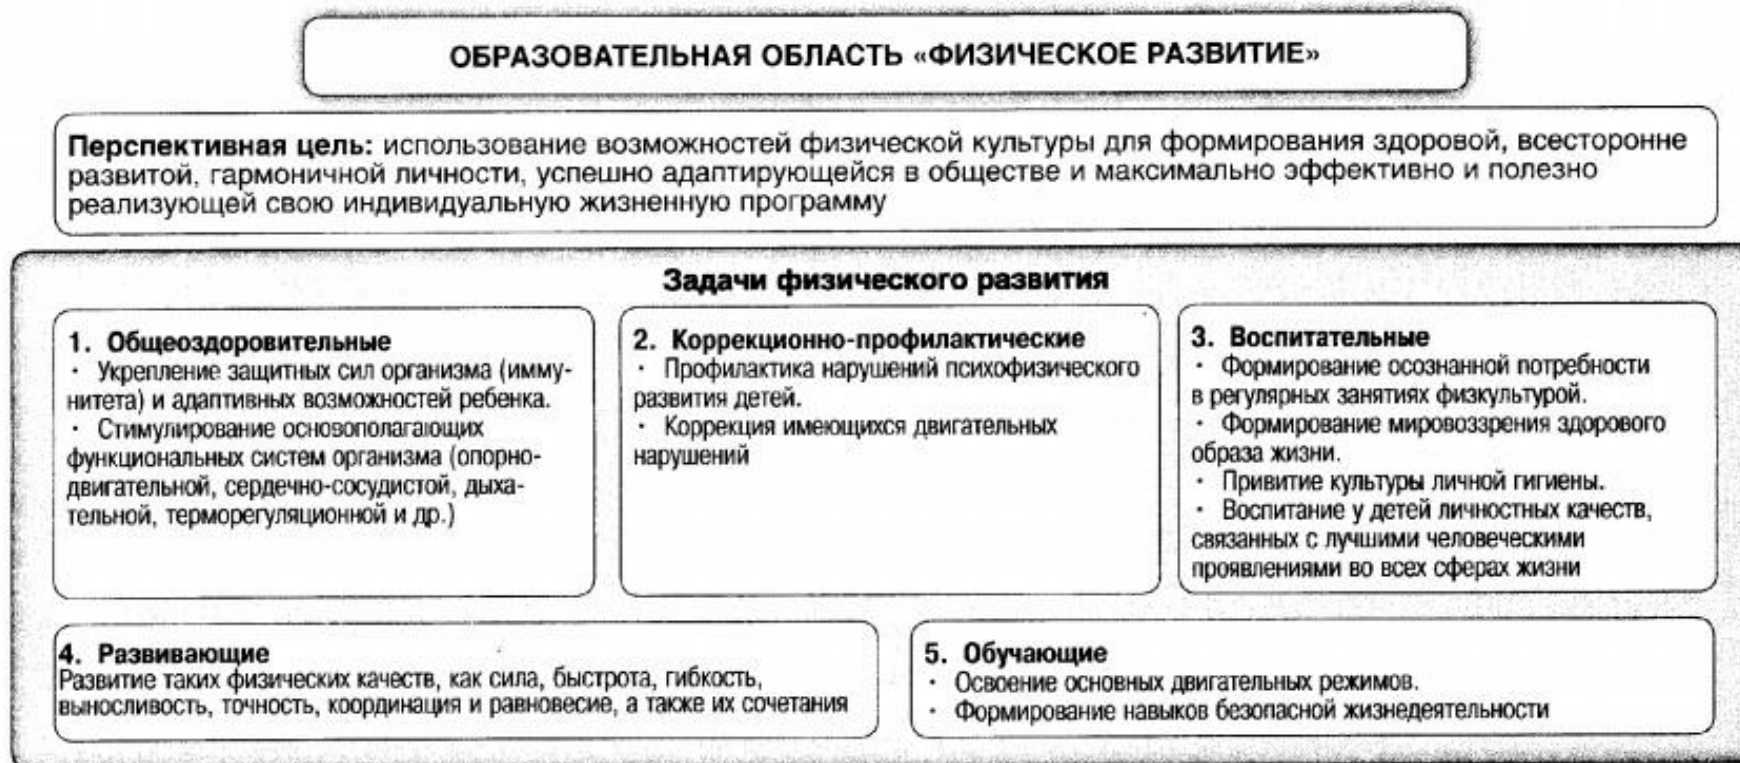 ОБРАЗОВАТЕЛЬНАЯ ОБЛАСТЬ «ФИЗИЧЕСКОЕ РАЗВИТИЕ»
Перспективная цель: использование возможностей физической культуры для формирования здоровой, всесторонне
развитой, гармоничной личности, успешно адаптирующейся в обществе и максимально эффективно и полезно
реализующей свою индивидуальную жизненную программу
Задачи физического развития
1. Общеоздоровительные
· Укрепление защитных сил организма (имму-
нитета) и адаптивных возможностей ребенка.
· Стимулирование основополагающих
функциональных систем организма (опорно-
двигательной, сердечно-сосудистой, дыха-
тельной, терморегуляционной и др.)
2. Коррекционно-профилактические
· Профилактика нарушений психофизического
развития детей.
· Коррекция имеющихся двигательных
нарушений
3. Воспитательные
· Формирование осознанной потребности
в регулярных занятиях физкультурой.
· Формирование мировоззрения здорового
образа жизни.
· Привитие культуры личной гигиены.
· Воспитание у детей личностных качеств,
связанных с лучшими человеческими
проявлениями во всех сферах жизни
4. Развивающие
Развитие таких физических качеств, как сила, быстрота, гибкость,
выносливость, точность, координация и равновесие, а также их сочетания
5. Обучающие
· Освоение основных двигательных режимов.
· Формирование навыков безопасной жизнедеятельности